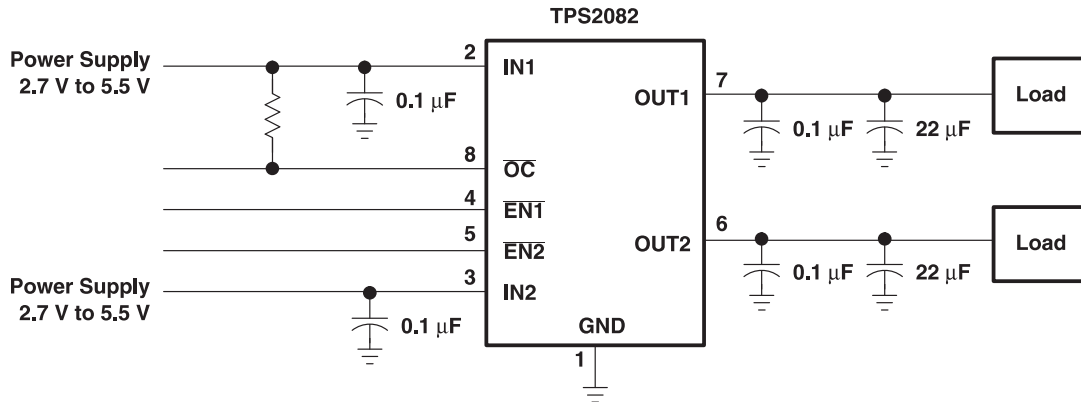 TPS2082
Power Supply
2.7 V to 5.5 V
2
IN1
0.1 μF
8
OC
4
EN1
5
EN2
Power Supply
2.7 V to 5.5 V
3
IN2
0.1 μF
GND
1
OUT1
7
0.1 μF
22 μF
Load
OUT2
6
0.1 μF
22 μF
Load